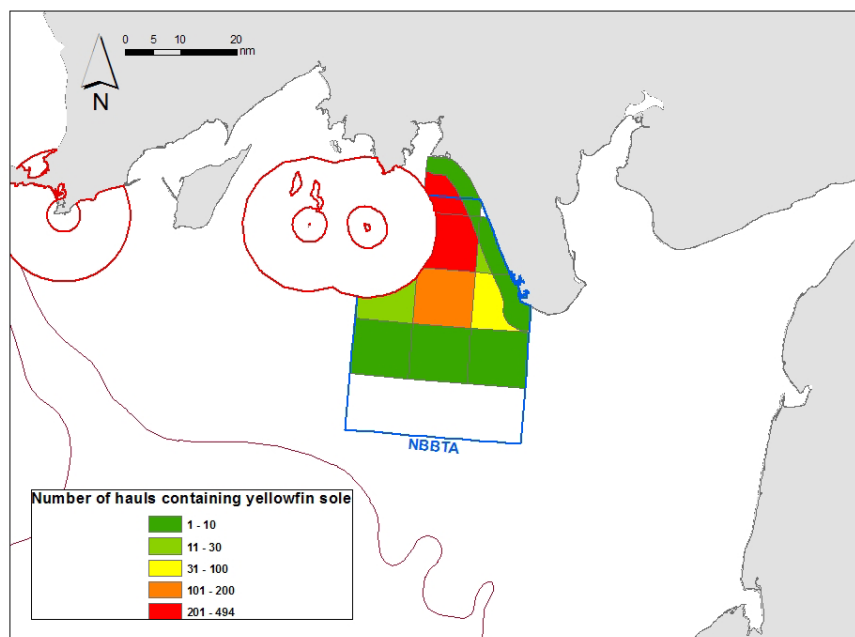 0 5 10 20
nm
N
NBBTA
Number of hauls containing yellowfin sole
1 - 10
11 - 30
31 - 100
101 - 200
201 - 494